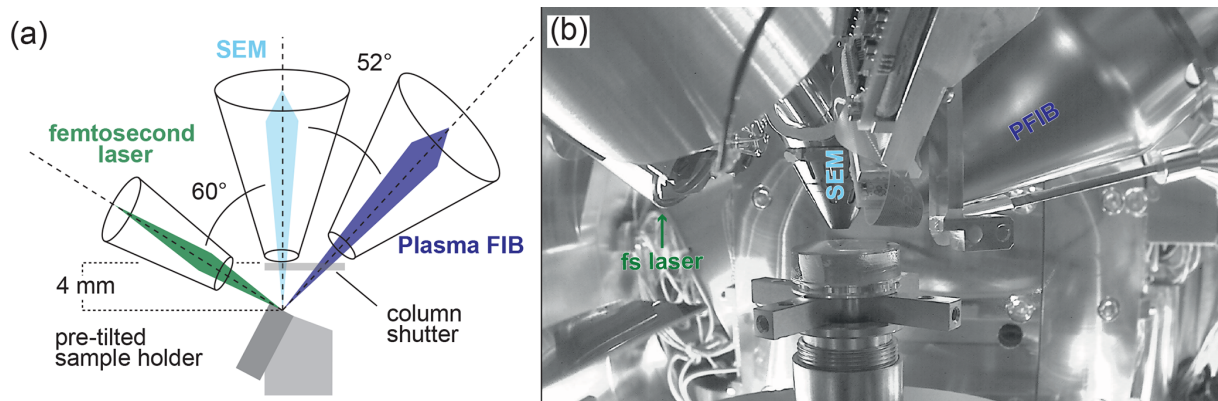 (a)
SEM
52°
femtosecond
laser
60°
Plasma FIB
4 mm
column
shutter
pre-tilted
sample holder
(b)
PFIB
SEM
fs laser